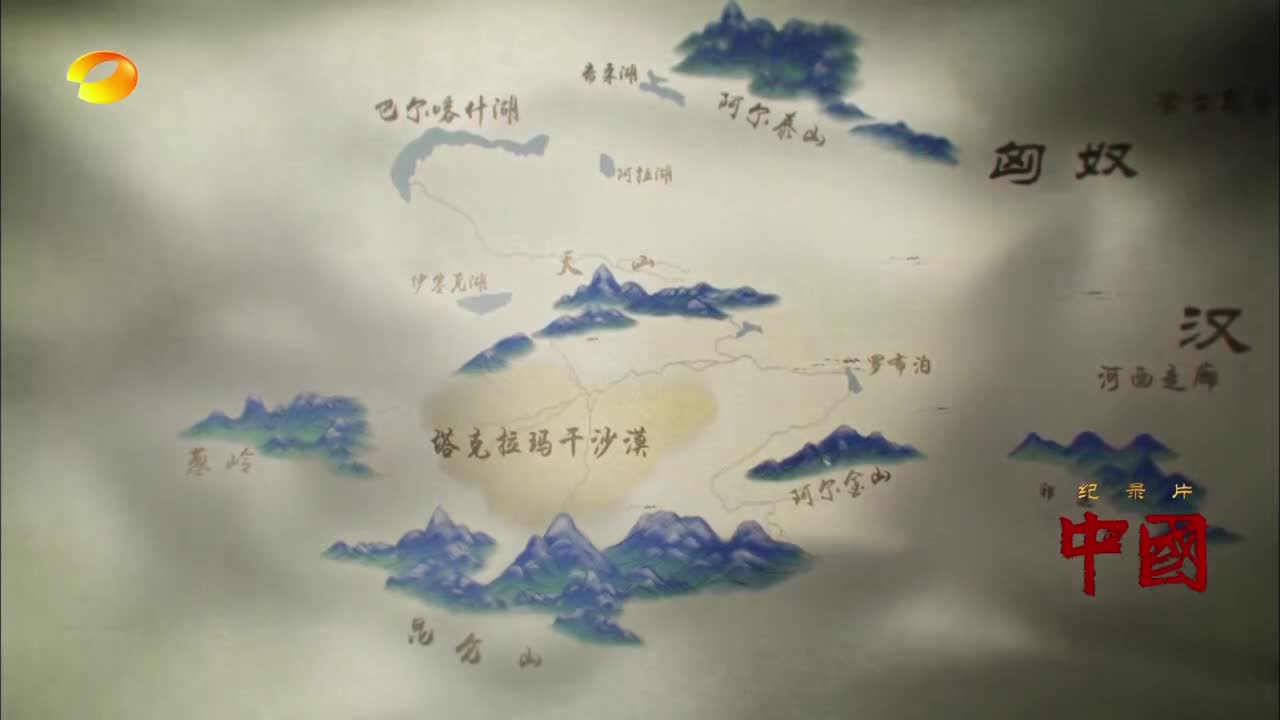 斋桑湖
巴尔喀什湖
阿尔泰山
匈奴
阿拉湖
天山
伊塞克湖
汉
罗布泊
河西走廊
塔克拉玛干沙漠
葱岭
阿尔金山
纪录片
中國
昆仑山